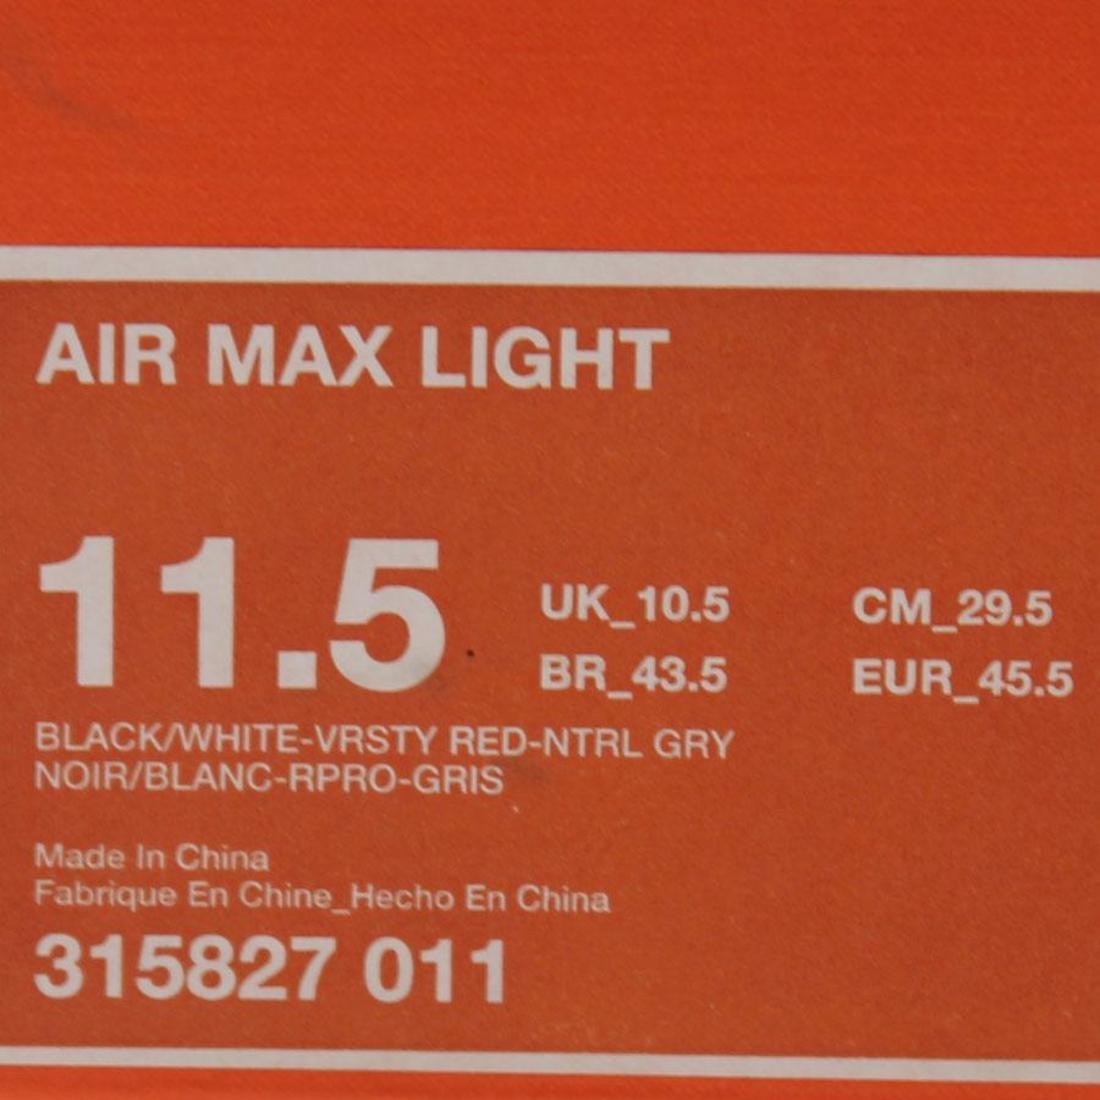 AIR MAX LIGHT
11.5
UK_10.5 CM_29.5
BR_43.5 EUR_45.5
BLACK/WHITE-VRSTY RED-NTRL GRY
NOIR/BLANC-RPRO-GRIS
Made In China
Fabrique En Chine_Hecho En China
315827 011